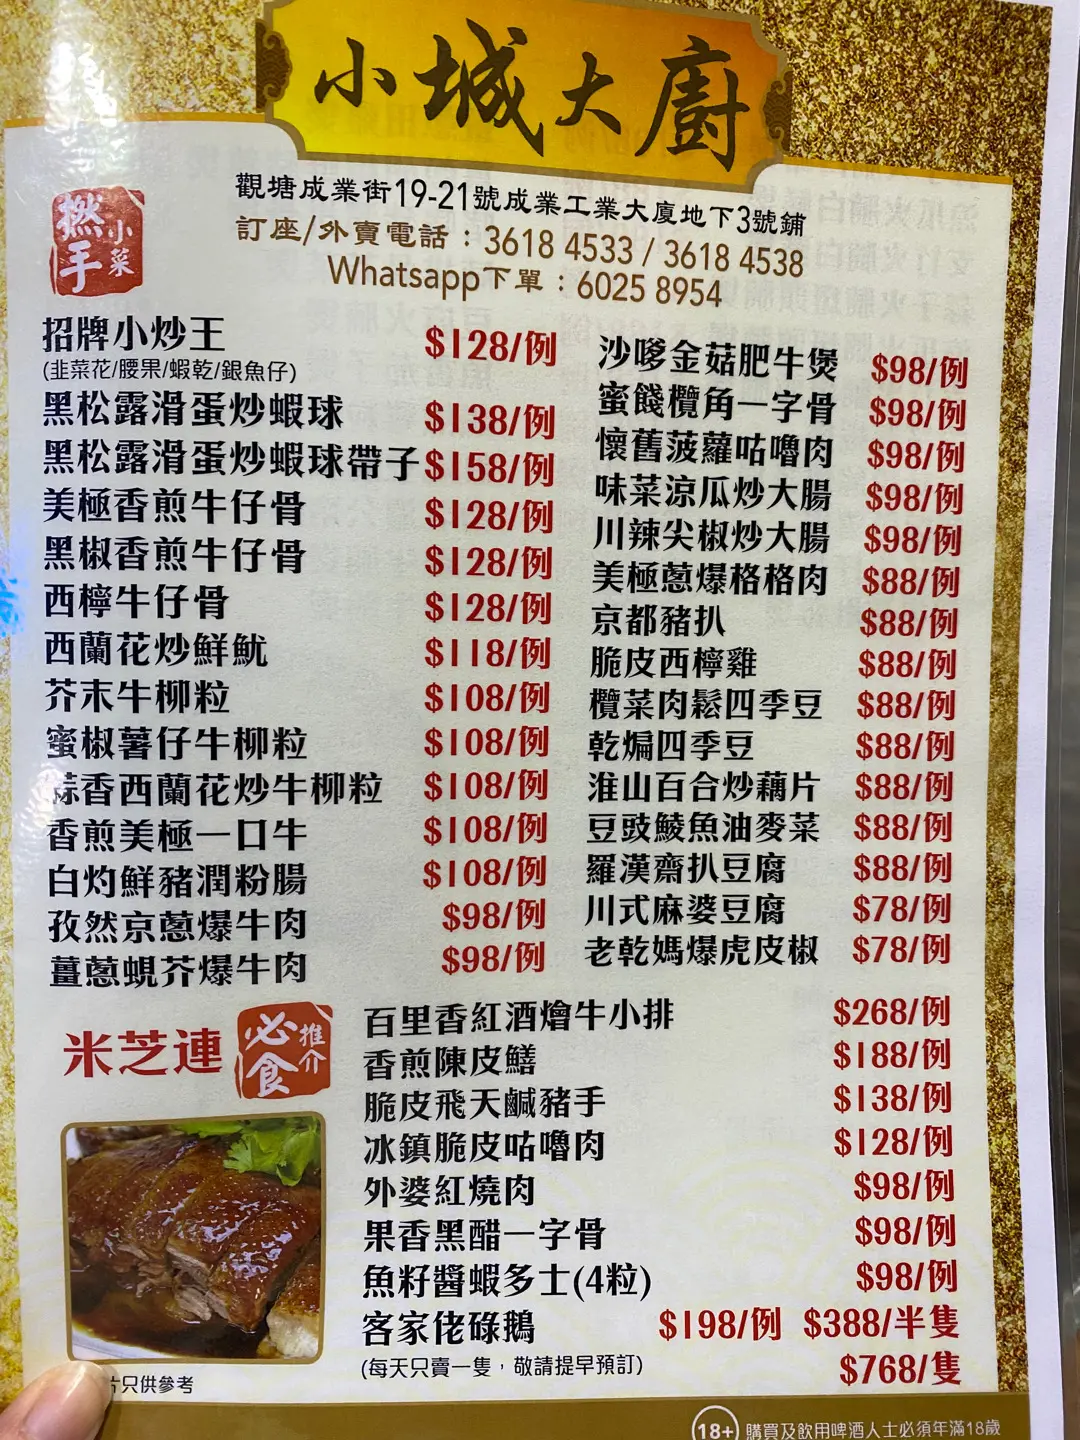 小城大廚
觀塘成業街19-21號成業工業大廈地下3號鋪
訂座/外賣電話：3618 4533 / 3618 4538
Whatsapp下單：6025 8954
撚手小菜
招牌小炒王 $128/例
(韭菜花/腰果/蝦乾/銀魚仔)
黑松露滑蛋炒蝦球 $138/例
黑松露滑蛋炒蝦球帶子 $158/例
美極香煎牛仔骨 $128/例
黑椒香煎牛仔骨 $128/例
西檸牛仔骨 $128/例
西蘭花炒鮮魷 $118/例
芥末牛柳粒 $108/例
蜜椒薯仔牛柳粒 $108/例
蒜香西蘭花炒牛柳粒 $108/例
香煎美極一口牛 $108/例
白灼鮮豬潤粉腸 $108/例
孜然京蔥爆牛肉 $98/例
薑蔥蜆芥爆牛肉 $98/例
沙嗲金菇肥牛煲 $98/例
蜜餞欖角一字骨 $98/例
懷舊菠蘿咕嚕肉 $98/例
味菜涼瓜炒大腸 $98/例
川辣尖椒炒大腸 $98/例
美極蔥爆格格肉 $88/例
京都豬扒 $88/例
脆皮西檸雞 $88/例
欖菜肉鬆四季豆 $88/例
乾煸四季豆 $88/例
淮山百合炒藕片 $88/例
豆豉鯪魚油麥菜 $88/例
羅漢齋扒豆腐 $88/例
川式麻婆豆腐 $78/例
老乾媽爆虎皮椒 $78/例
米芝連
必食推介
百里香紅酒燴牛小排 $268/例
香煎陳皮鱔 $188/例
脆皮飛天鹹豬手 $138/例
冰鎮脆皮咕嚕肉 $128/例
外婆紅燒肉 $98/例
果香黑醋一字骨 $98/例
魚籽醬蝦多士(4粒) $98/例
客家佬碌鵝 $198/例 $388/半隻
(每天只賣一隻，敬請提早預訂) $768/隻
片只供參考
18+ 購買及飲用啤酒人士必須年滿18歲